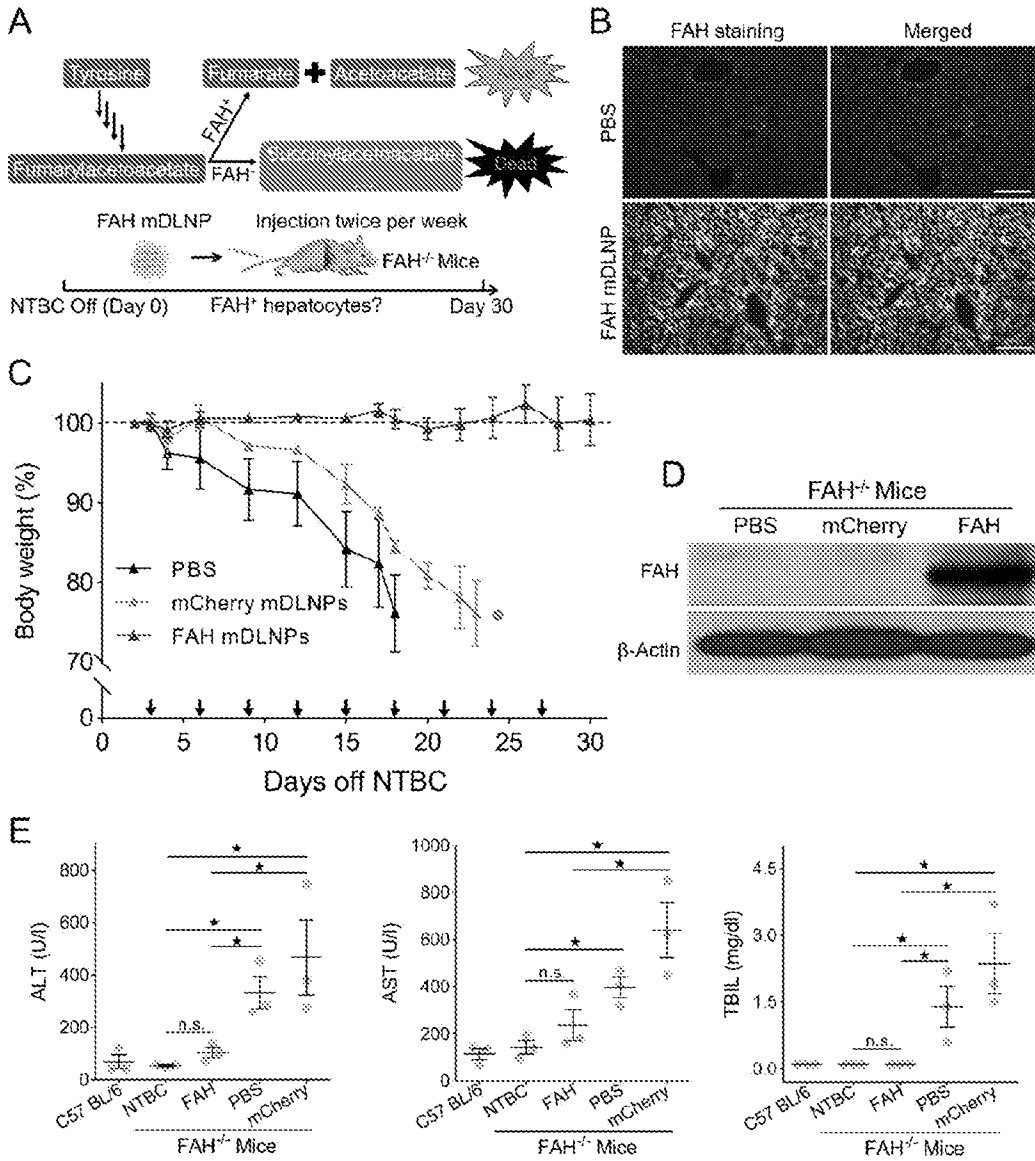 A
Tyrosine
Fumarate + Acetoacetate
FAH+
Fumarylacetoacetate
FAH-
Succinylacetoacetate
Dead
FAH mDLNP
Injection twice per week
FAH-/- Mice
NTBC Off (Day 0)
FAH+ hepatocytes?
Day 30
B
FAH staining
Merged
PBS
FAH mDLNP
C
Body weight (%)
100
90
80
70
0
PBS
mCherry mDLNPs
FAH mDLNPs
0 5 10 15 20 25 30
Days off NTBC
D
FAH-/- Mice
PBS mCherry FAH
FAH
β-Actin
E
ALT (U/l)
800
600
400
200
0
n.s.
C57 BL/6 NTBC FAH PBS mCherry
FAH-/- Mice
AST (U/l)
1000
800
600
400
200
0
n.s.
C57 BL/6 NTBC FAH PBS mCherry
FAH-/- Mice
TBIL (mg/dl)
4.5
3.0
1.5
0.0
n.s.
C57 BL/6 NTBC FAH PBS mCherry
FAH-/- Mice